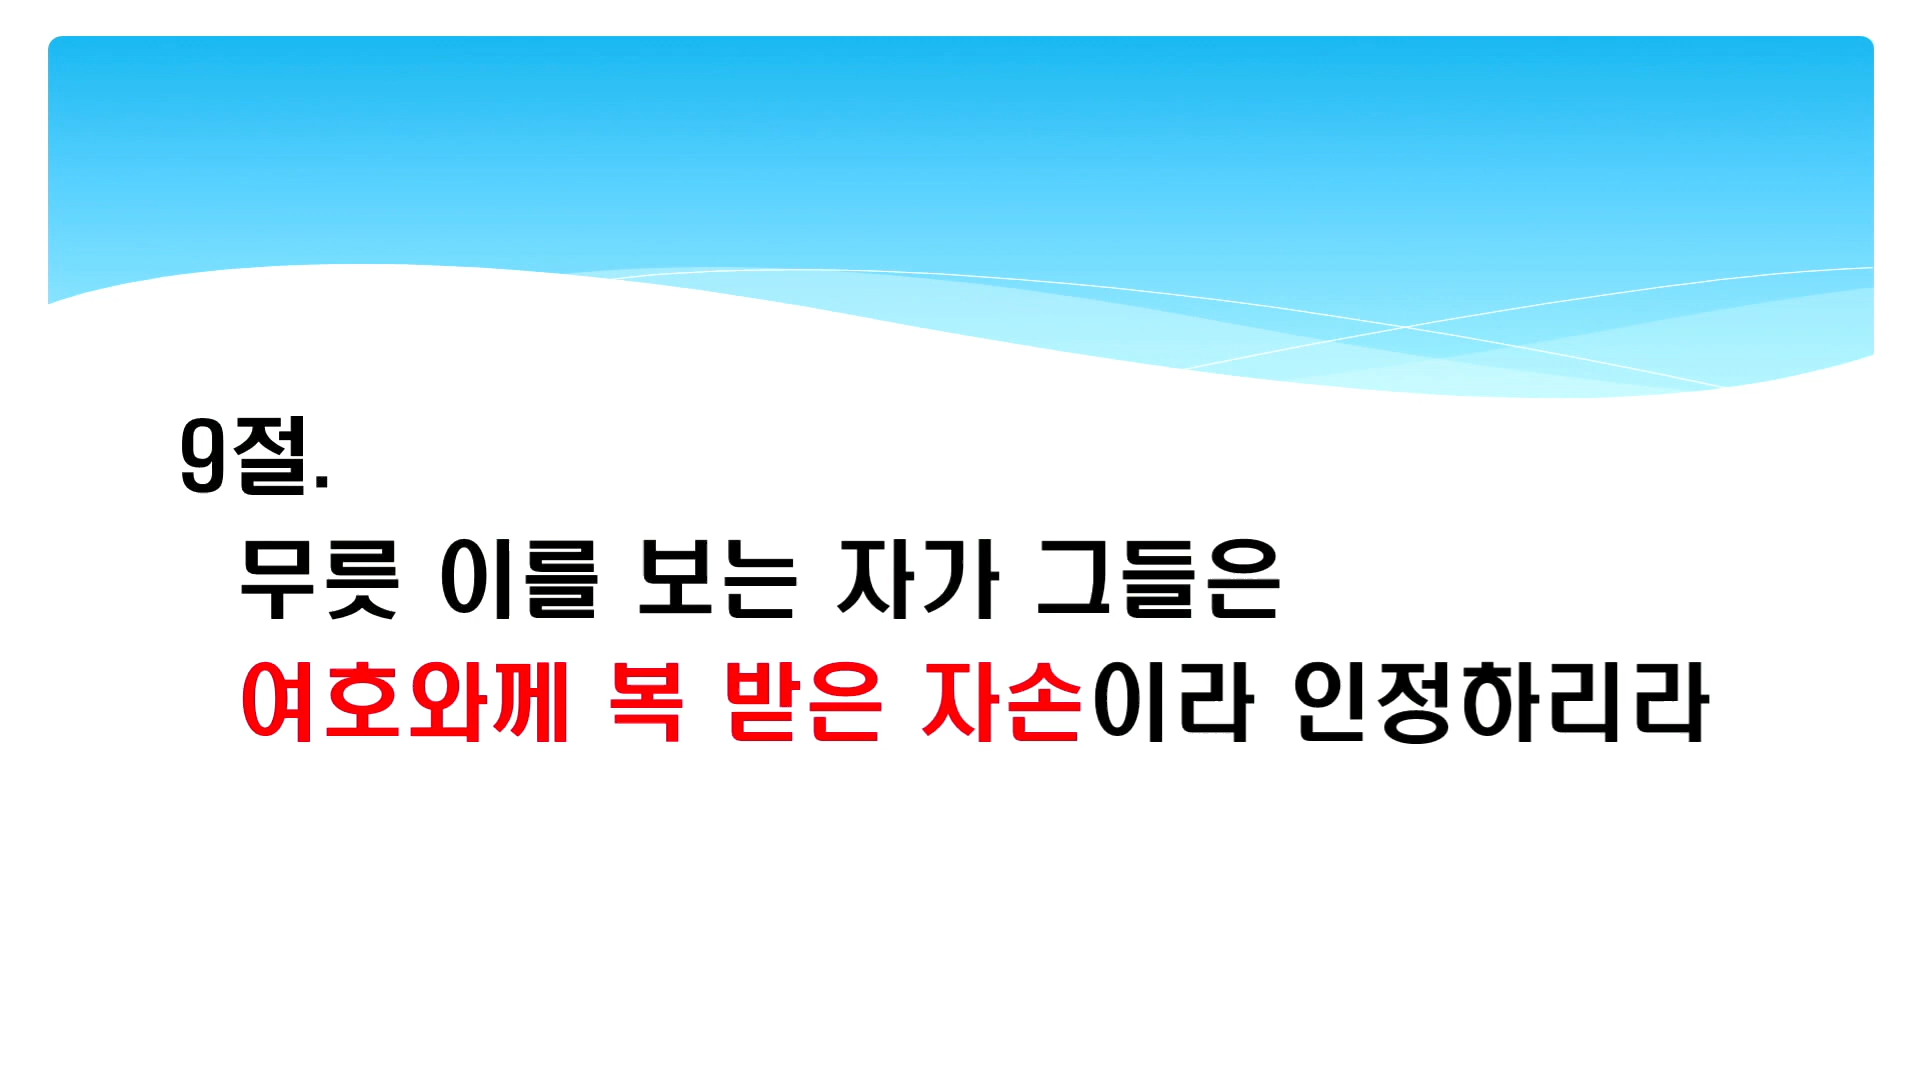 9절.
무릇 이를 보는 자가 그들은
여호와께 복 받은 자손이라 인정하리라